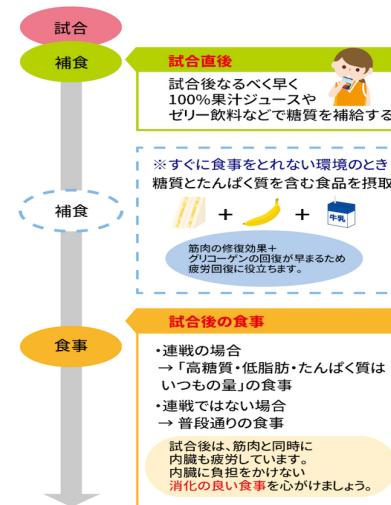 試合
補食
試合直後
試合後なるべく早く
100%果汁ジュースや
ゼリー飲料などで糖質を補給する
※すぐに食事をとれない環境のとき
糖質とたんぱく質を含む食品を摂取
補食
+
+
牛乳
筋肉の修復効果+
グリコーゲンの回復が早まるため
疲労回復に役立ちます。
試合後の食事
食事
・連戦の場合
→「高糖質・低脂肪・たんぱく質は
いつもの量」の食事
・連戦ではない場合
→ 普段通りの食事
試合後は、筋肉と同時に
内臓も疲労しています。
内臓に負担をかけない
消化の良い食事を心がけましょう。